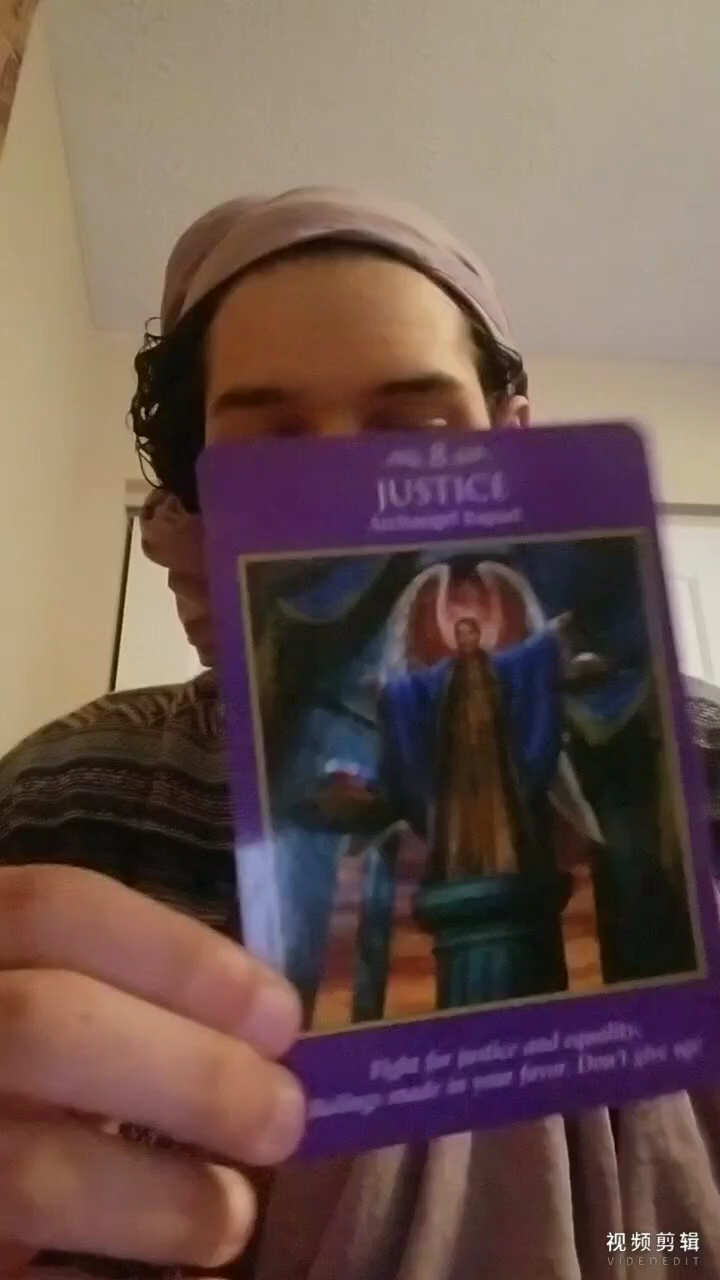 8
JUSTICE
Archangel Raguel
Fight for justice and equality.
Rulings made in your favor. Don't give up!
视频剪辑
VIDEOEDIT